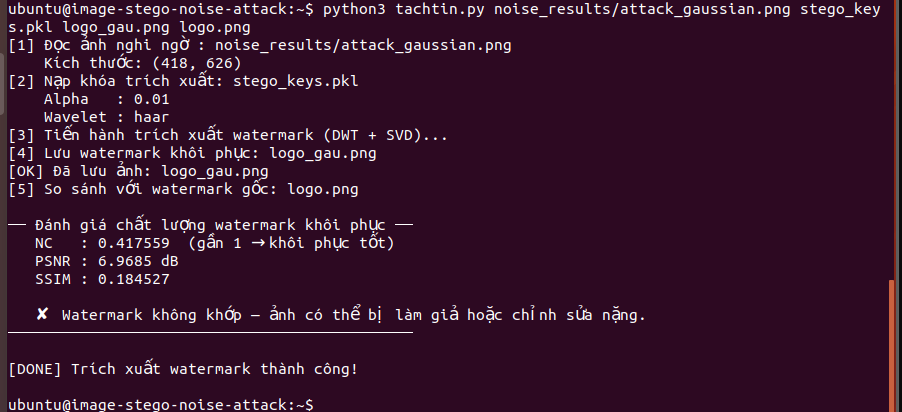 ubuntu@image-stego-noise-attack:~$ python3 tachtin.py noise_results/attack_gaussian.png stego_key
s.pkl logo_gau.png logo.png
[1] Đọc ảnh nghi ngờ : noise_results/attack_gaussian.png
Kích thước: (418, 626)
[2] Nạp khóa trích xuất: stego_keys.pkl
Alpha : 0.01
Wavelet : haar
[3] Tiến hành trích xuất watermark (DWT + SVD)...
[4] Lưu watermark khôi phục: logo_gau.png
[OK] Đã lưu ảnh: logo_gau.png
[5] So sánh với watermark gốc: logo.png
── Đánh giá chất lượng watermark khôi phục ──
NC : 0.417559 (gần 1 → khôi phục tốt)
PSNR : 6.9685 dB
SSIM : 0.184527
✘ Watermark không khớp — ảnh có thể bị làm giả hoặc chỉnh sửa nặng.
[DONE] Trích xuất watermark thành công!
ubuntu@image-stego-noise-attack:~$